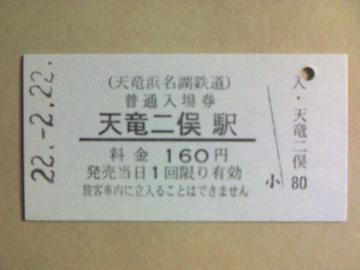 22.-2.22.
(天竜浜名湖鉄道)
普通入場券
天竜二俣駅
料金 160円
発売当日1回限り有効
旅客車内に立入ることはできません
入・天竜二俣
小 80